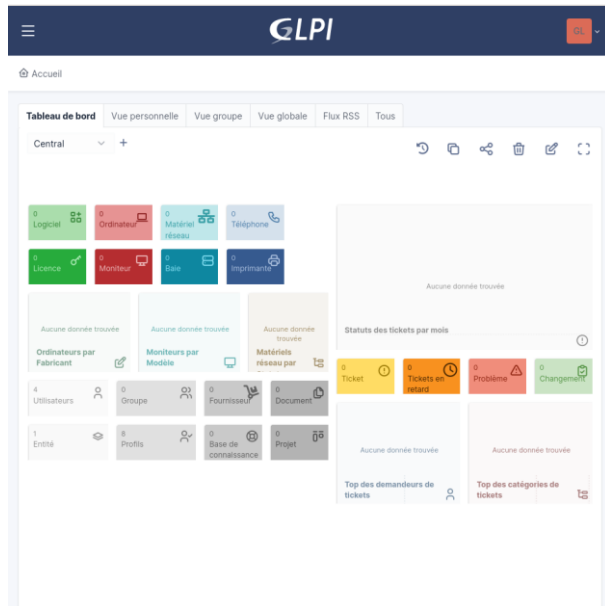 GLPI
GL
Accueil
Tableau de bord Vue personnelle Vue groupe Vue globale Flux RSS Tous
Central
0 0 0 0
Logiciel Ordinateur Matériel réseau Téléphone
0 0 0 0
Licence Moniteur Baie Imprimante
Aucune donnée trouvée
Statuts des tickets par mois
Aucune donnée trouvée
Ordinateurs par
Fabricant
Aucune donnée trouvée
Moniteurs par
Modèle
Aucune donnée
trouvée
Matériels
réseau par
0 0 0 0
Ticket Tickets en retard Problème Changement
4 0 0 0
Utilisateurs Groupe Fournisseur Document
1 8 0 0
Entité Profils Base de connaissance Projet
Aucune donnée trouvée
Top des demandeurs de
tickets
Aucune donnée trouvée
Top des catégories de
tickets